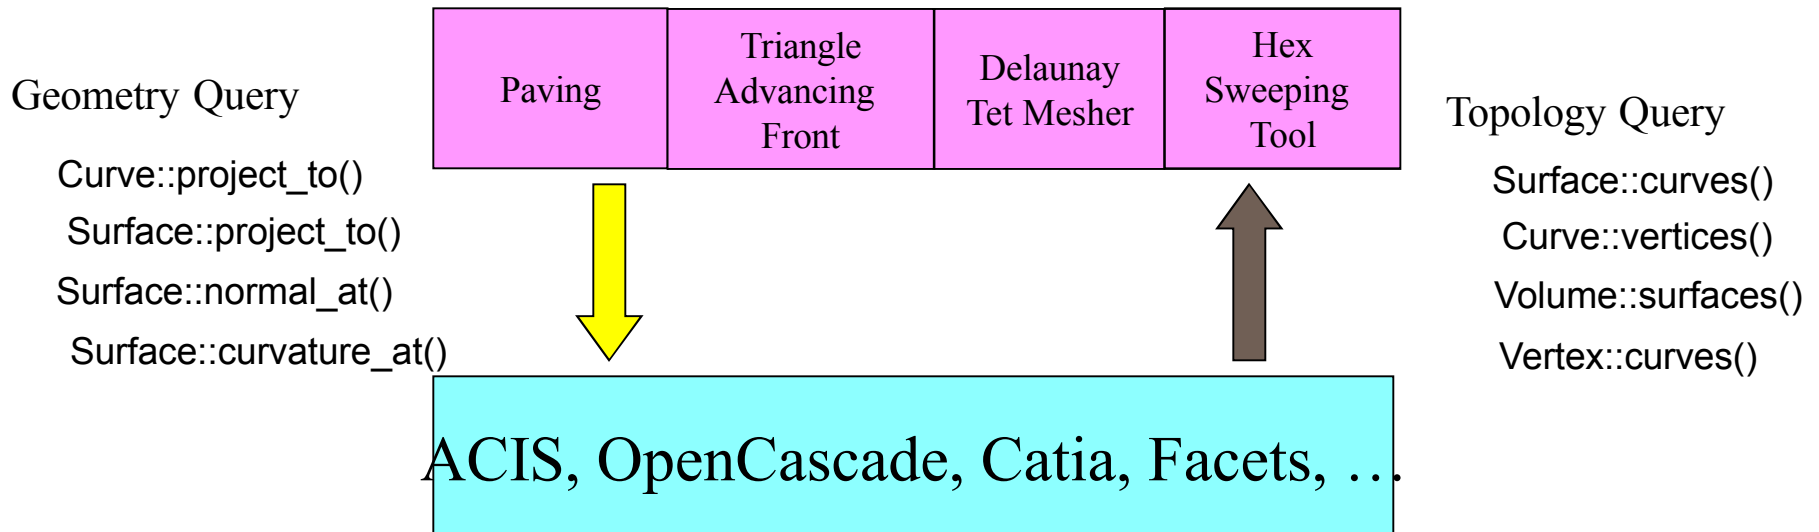 Geometry Query
Curve::project_to()
Surface::project_to()
Surface::normal_at()
Surface::curvature_at()
Paving
Triangle
Advancing
Front
Delaunay
Tet Mesher
Hex
Sweeping
Tool
Topology Query
Surface::curves()
Curve::vertices()
Volume::surfaces()
Vertex::curves()
ACIS, OpenCascade, Catia, Facets, …